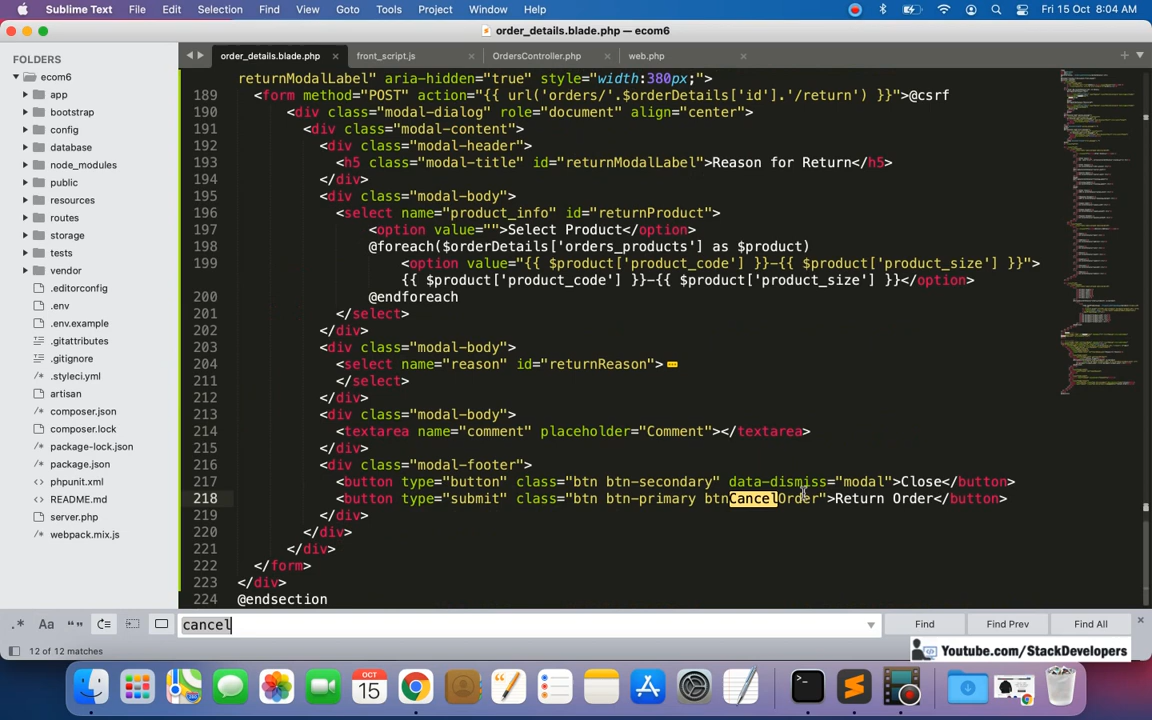 Sublime Text File Edit Selection Find View Goto Tools Project Window Help Fri 15 Oct 8:04 AM
order_details.blade.php — ecom6
FOLDERS
ecom6
app
bootstrap
config
database
node_modules
public
resources
routes
storage
tests
vendor
.editorconfig
.env
.env.example
.gitattributes
.gitignore
.styleci.yml
artisan
composer.json
composer.lock
package-lock.json
package.json
phpunit.xml
README.md
server.php
webpack.mix.js
order_details.blade.php × front_script.js × OrdersController.php × web.php ×
returnModalLabel" aria-hidden="true" style="width:380px;">
189 <form method="POST" action="{{ url('orders/'.$orderDetails['id'].'/return') }}">@csrf
190 <div class="modal-dialog" role="document" align="center">
191 <div class="modal-content">
192 <div class="modal-header">
193 <h5 class="modal-title" id="returnModalLabel">Reason for Return</h5>
194 </div>
195 <div class="modal-body">
196 <select name="product_info" id="returnProduct">
197 <option value="">Select Product</option>
198 @foreach($orderDetails['orders_products'] as $product)
199 <option value="{{ $product['product_code'] }}-{{ $product['product_size'] }}">
{{ $product['product_code'] }}-{{ $product['product_size'] }}</option>
200 @endforeach
201 </select>
202 </div>
203 <div class="modal-body">
204 <select name="reason" id="returnReason">
211 </select>
212 </div>
213 <div class="modal-body">
214 <textarea name="comment" placeholder="Comment"></textarea>
215 </div>
216 <div class="modal-footer">
217 <button type="button" class="btn btn-secondary" data-dismiss="modal">Close</button>
218 <button type="submit" class="btn btn-primary btnCancelOrder">Return Order</button>
219 </div>
220 </div>
221 </div>
222 </form>
223 </div>
224 @endsection
.* Aa “” cancel Find Find Prev Find All
12 of 12 matches
Youtube.com/StackDevelopers
OCT
15